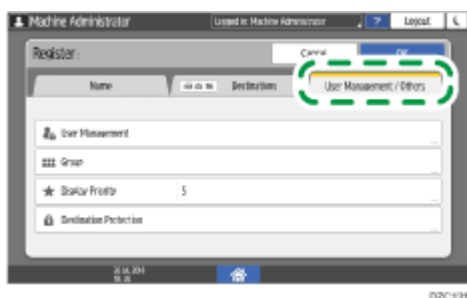 Machine Administrator Logged in: Machine Administrator ? Logout
Register: Cancel OK
Name Destinations User Management / Others
User Management
Group
Display Priority 5
Destination Protection
DZC131